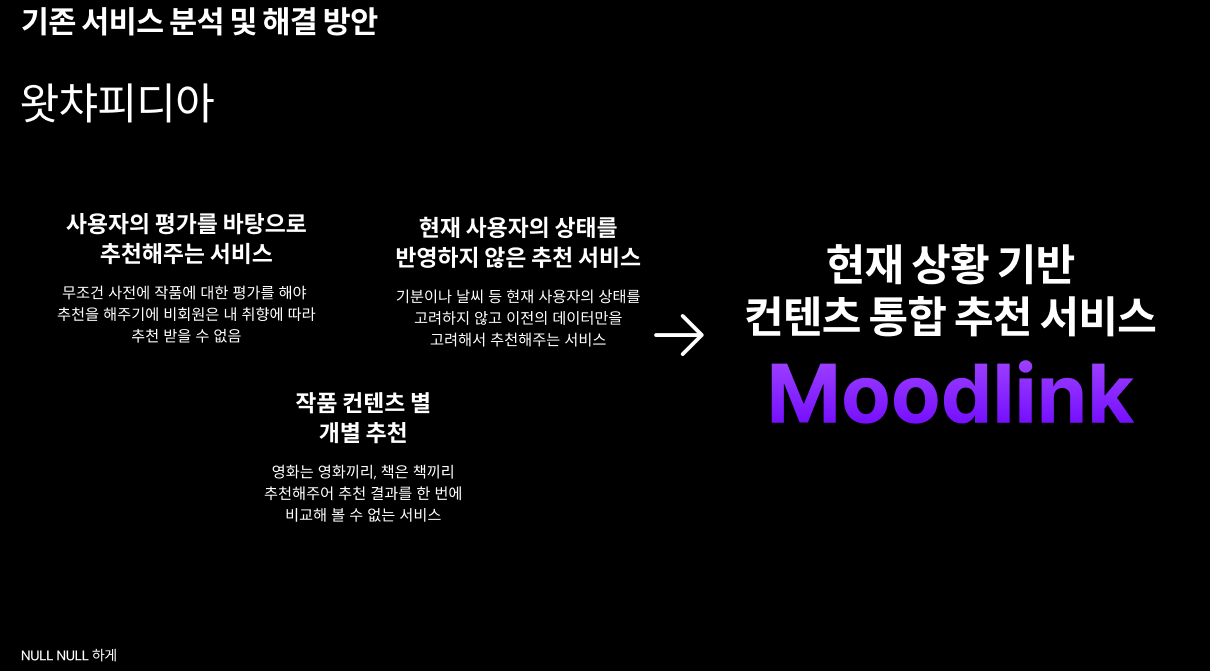 기존 서비스 분석 및 해결 방안
왓챠피디아
사용자의 평가를 바탕으로
추천해주는 서비스
무조건 사전에 작품에 대한 평가를 해야
추천을 해주기에 비회원은 내 취향에 따라
추천 받을 수 없음
현재 사용자의 상태를
반영하지 않은 추천 서비스
기분이나 날씨 등 현재 사용자의 상태를
고려하지 않고 이전의 데이터만을
고려해서 추천해주는 서비스
작품 컨텐츠 별
개별 추천
영화는 영화끼리, 책은 책끼리
추천해주어 추천 결과를 한 번에
비교해 볼 수 없는 서비스
현재 상황 기반
컨텐츠 통합 추천 서비스
Moodlink
NULL NULL 하게